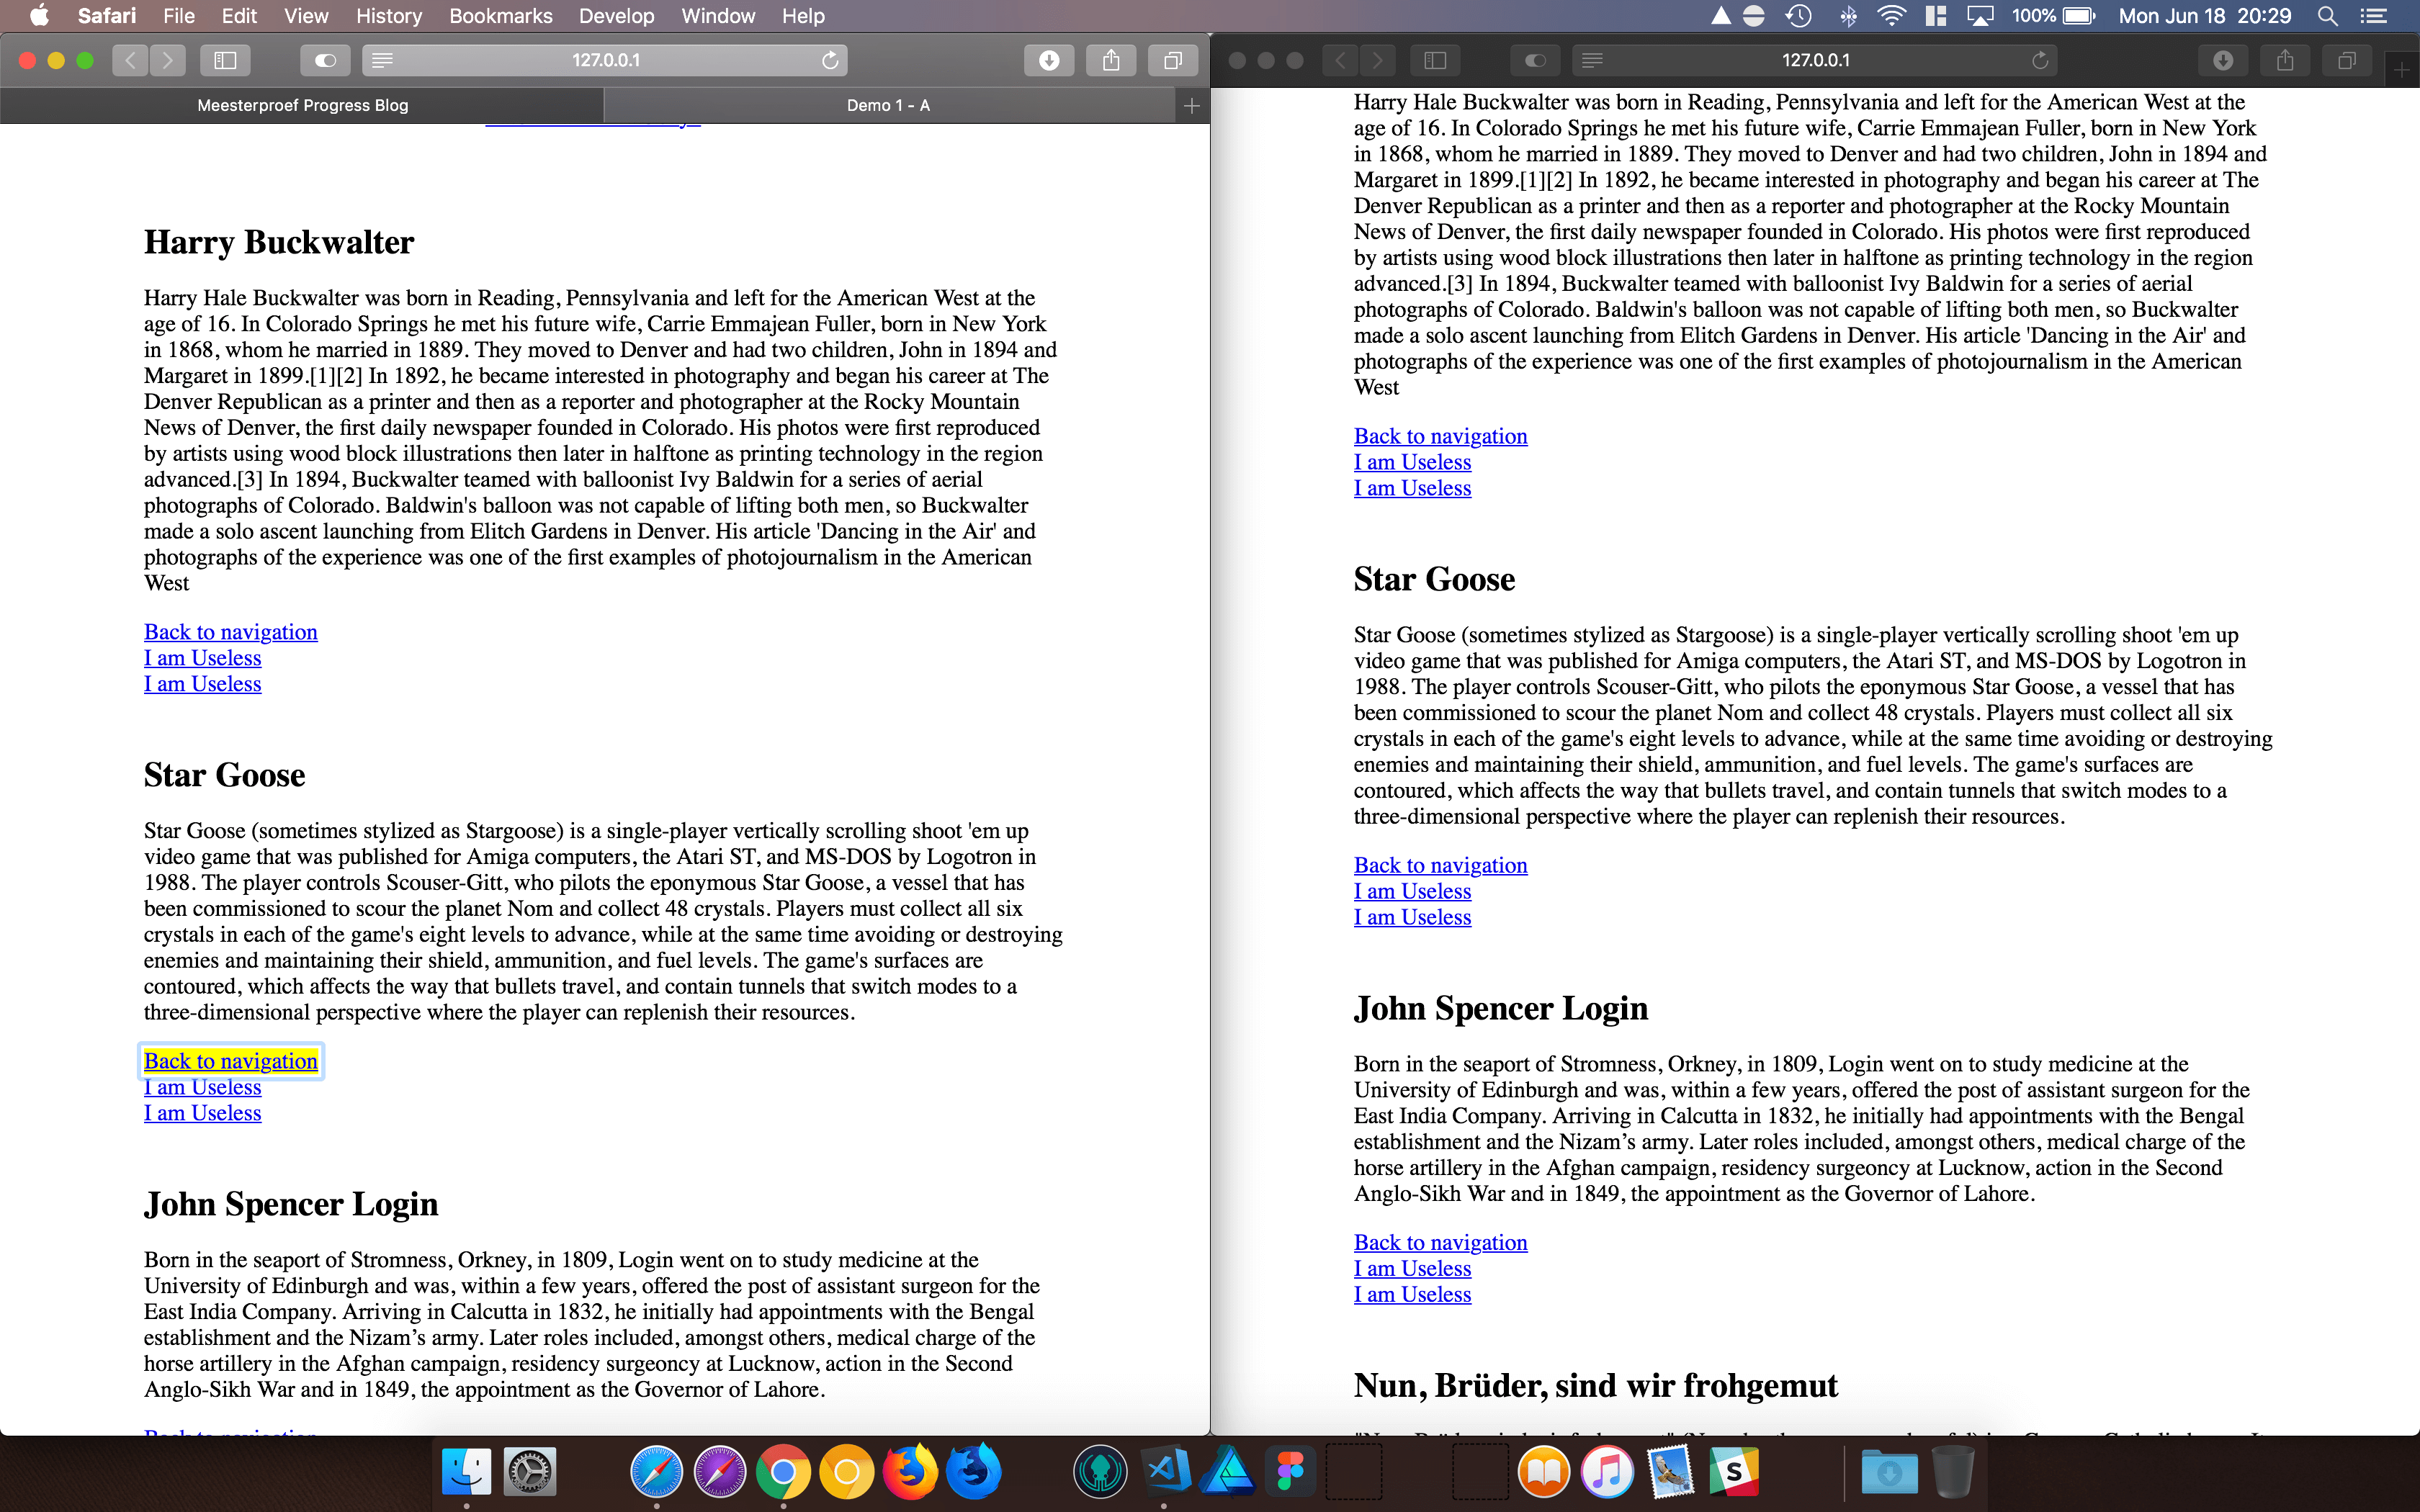 Safari File Edit View History Bookmarks Develop Window Help
100%
Mon Jun 18 20:29
127.0.0.1
Meesterproef Progress Blog
Demo 1 - A
Harry Buckwalter
Harry Hale Buckwalter was born in Reading, Pennsylvania and left for the American West at the
age of 16. In Colorado Springs he met his future wife, Carrie Emmajean Fuller, born in New York
in 1868, whom he married in 1889. They moved to Denver and had two children, John in 1894 and
Margaret in 1899.[1][2] In 1892, he became interested in photography and began his career at The
Denver Republican as a printer and then as a reporter and photographer at the Rocky Mountain
News of Denver, the first daily newspaper founded in Colorado. His photos were first reproduced
by artists using wood block illustrations then later in halftone as printing technology in the region
advanced.[3] In 1894, Buckwalter teamed with balloonist Ivy Baldwin for a series of aerial
photographs of Colorado. Baldwin's balloon was not capable of lifting both men, so Buckwalter
made a solo ascent launching from Elitch Gardens in Denver. His article 'Dancing in the Air' and
photographs of the experience was one of the first examples of photojournalism in the American
West
Back to navigation
I am Useless
I am Useless
Star Goose
Star Goose (sometimes stylized as Stargoose) is a single-player vertically scrolling shoot 'em up
video game that was published for Amiga computers, the Atari ST, and MS-DOS by Logotron in
1988. The player controls Scouser-Gitt, who pilots the eponymous Star Goose, a vessel that has
been commissioned to scour the planet Nom and collect 48 crystals. Players must collect all six
crystals in each of the game's eight levels to advance, while at the same time avoiding or destroying
enemies and maintaining their shield, ammunition, and fuel levels. The game's surfaces are
contoured, which affects the way that bullets travel, and contain tunnels that switch modes to a
three-dimensional perspective where the player can replenish their resources.
Back to navigation
I am Useless
I am Useless
John Spencer Login
Born in the seaport of Stromness, Orkney, in 1809, Login went on to study medicine at the
University of Edinburgh and was, within a few years, offered the post of assistant surgeon for the
East India Company. Arriving in Calcutta in 1832, he initially had appointments with the Bengal
establishment and the Nizam’s army. Later roles included, amongst others, medical charge of the
horse artillery in the Afghan campaign, residency surgeoncy at Lucknow, action in the Second
Anglo-Sikh War and in 1849, the appointment as the Governor of Lahore.
127.0.0.1
Harry Hale Buckwalter was born in Reading, Pennsylvania and left for the American West at the
age of 16. In Colorado Springs he met his future wife, Carrie Emmajean Fuller, born in New York
in 1868, whom he married in 1889. They moved to Denver and had two children, John in 1894 and
Margaret in 1899.[1][2] In 1892, he became interested in photography and began his career at The
Denver Republican as a printer and then as a reporter and photographer at the Rocky Mountain
News of Denver, the first daily newspaper founded in Colorado. His photos were first reproduced
by artists using wood block illustrations then later in halftone as printing technology in the region
advanced.[3] In 1894, Buckwalter teamed with balloonist Ivy Baldwin for a series of aerial
photographs of Colorado. Baldwin's balloon was not capable of lifting both men, so Buckwalter
made a solo ascent launching from Elitch Gardens in Denver. His article 'Dancing in the Air' and
photographs of the experience was one of the first examples of photojournalism in the American
West
Back to navigation
I am Useless
I am Useless
Star Goose
Star Goose (sometimes stylized as Stargoose) is a single-player vertically scrolling shoot 'em up
video game that was published for Amiga computers, the Atari ST, and MS-DOS by Logotron in
1988. The player controls Scouser-Gitt, who pilots the eponymous Star Goose, a vessel that has
been commissioned to scour the planet Nom and collect 48 crystals. Players must collect all six
crystals in each of the game's eight levels to advance, while at the same time avoiding or destroying
enemies and maintaining their shield, ammunition, and fuel levels. The game's surfaces are
contoured, which affects the way that bullets travel, and contain tunnels that switch modes to a
three-dimensional perspective where the player can replenish their resources.
Back to navigation
I am Useless
I am Useless
John Spencer Login
Born in the seaport of Stromness, Orkney, in 1809, Login went on to study medicine at the
University of Edinburgh and was, within a few years, offered the post of assistant surgeon for the
East India Company. Arriving in Calcutta in 1832, he initially had appointments with the Bengal
establishment and the Nizam’s army. Later roles included, amongst others, medical charge of the
horse artillery in the Afghan campaign, residency surgeoncy at Lucknow, action in the Second
Anglo-Sikh War and in 1849, the appointment as the Governor of Lahore.
Back to navigation
I am Useless
I am Useless
Nun, Brüder, sind wir frohgemut